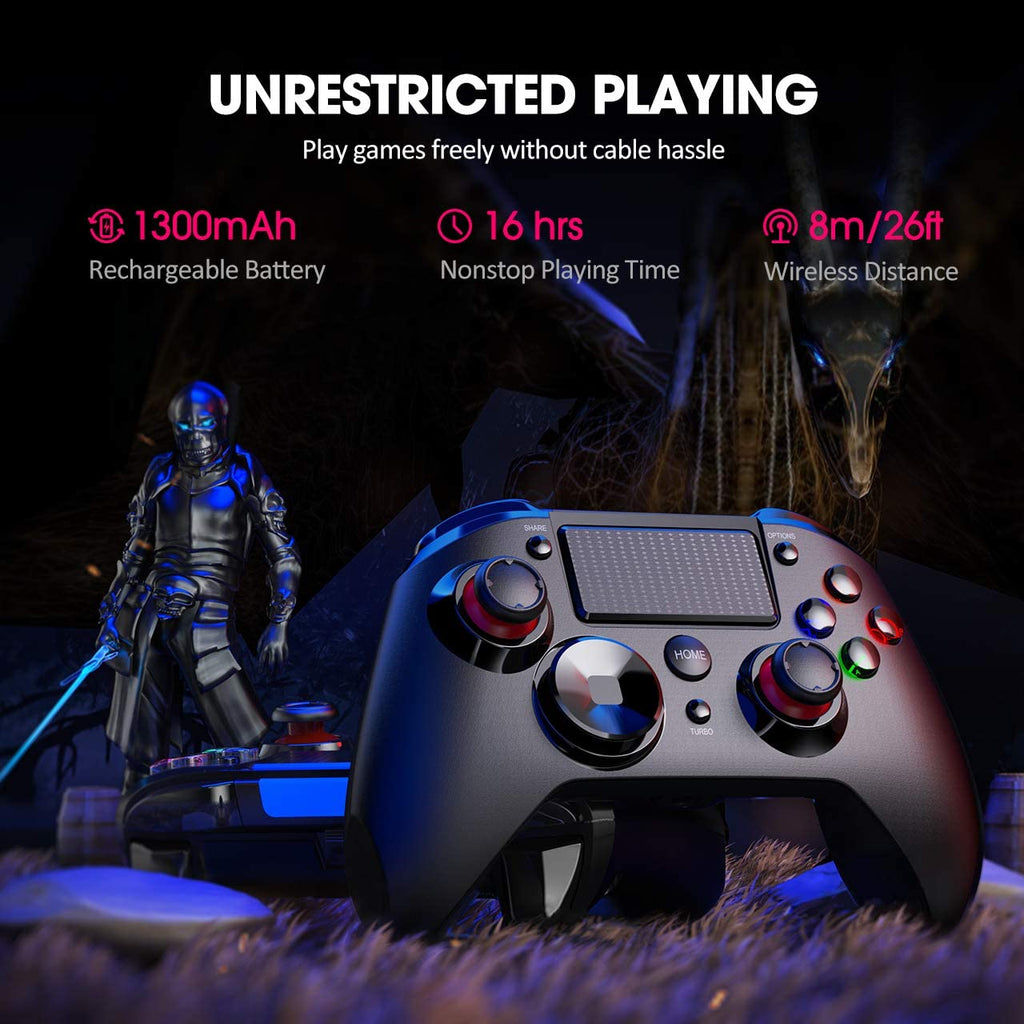 UNRESTRICTED PLAYING
Play games freely without cable hassle
1300mAh
16 hrs
8m/26ft
Rechargeable Battery
Nonstop Playing Time
Wireless Distance
SHARE
OPTIONS
HOME
TURBO